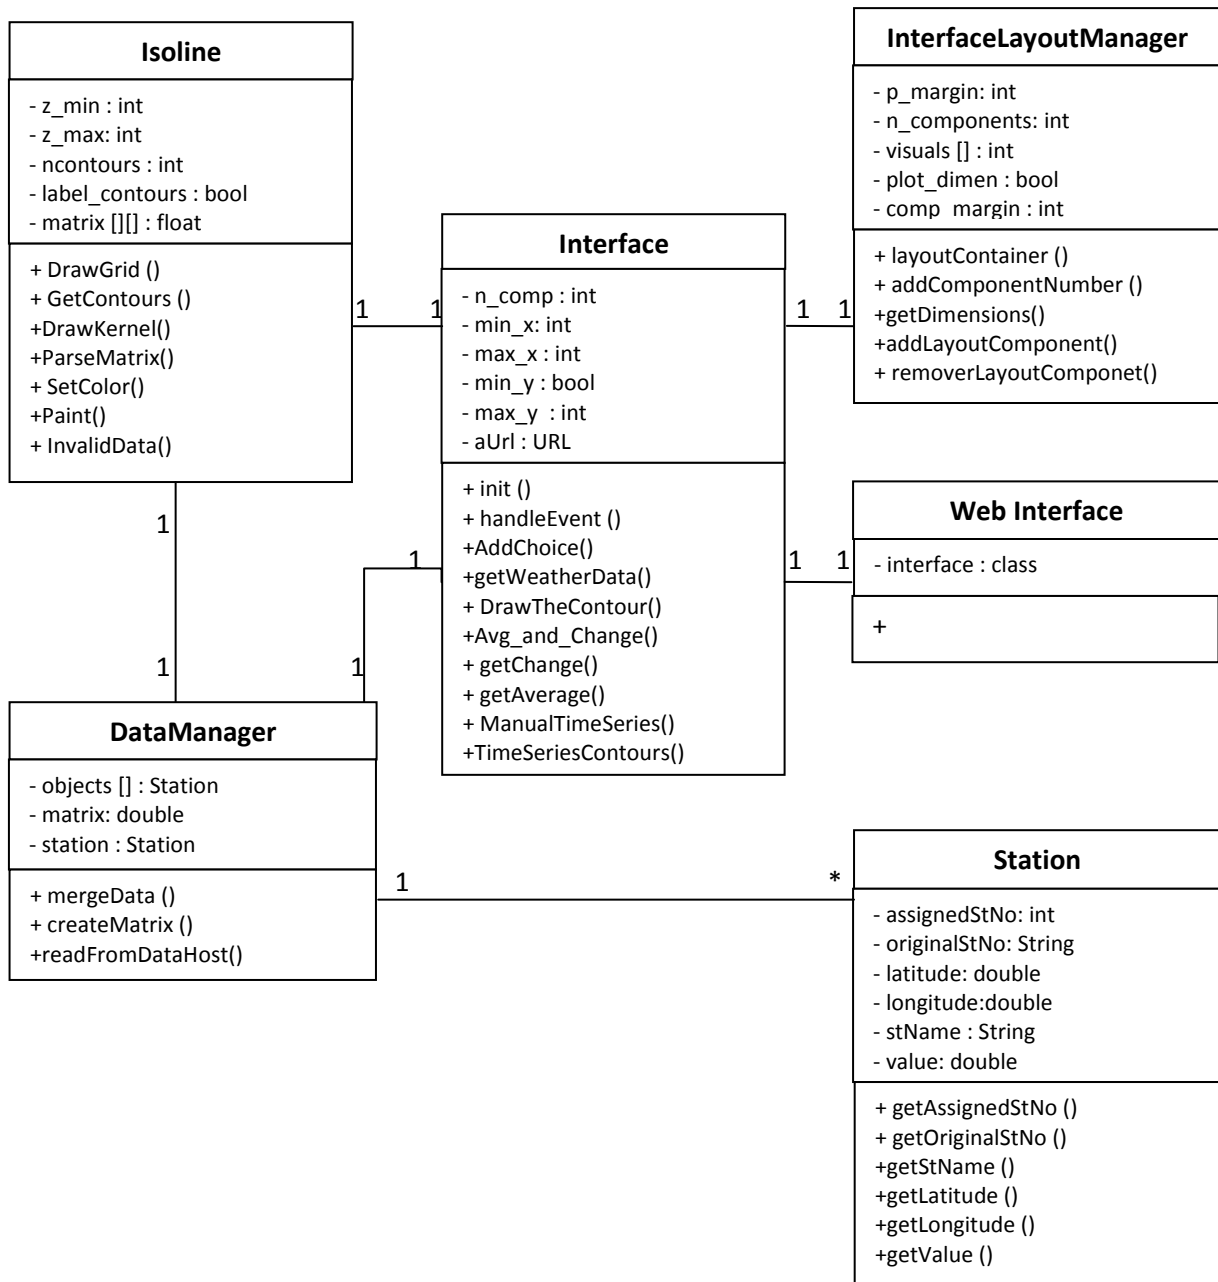 Isoline
- z_min : int
- z_max: int
- ncontours : int
- label_contours : bool
- matrix [][] : float
+ DrawGrid ()
+ GetContours ()
+DrawKernel()
+ParseMatrix()
+ SetColor()
+Paint()
+ InvalidData()
1
1
Interface
- n_comp : int
- min_x: int
- max_x : int
- min_y : bool
- max_y : int
- aUrl : URL
+ init ()
+ handleEvent ()
+AddChoice()
+getWeatherData()
+ DrawTheContour()
+Avg_and_Change()
+ getChange()
+ getAverage()
+ ManualTimeSeries()
+TimeSeriesContours()
1
1
InterfaceLayoutManager
- p_margin: int
- n_components: int
- visuals [] : int
- plot_dimen : bool
- comp_margin : int
+ layoutContainer ()
+ addComponentNumber ()
+getDimensions()
+addLayoutComponent()
+ removerLayoutComponet()
1
1
Web Interface
- interface : class
+
1
1
1
1
DataManager
- objects [] : Station
- matrix: double
- station : Station
+ mergeData ()
+ createMatrix ()
+readFromDataHost()
1
*
Station
- assignedStNo: int
- originalStNo: String
- latitude: double
- longitude:double
- stName : String
- value: double
+ getAssignedStNo ()
+ getOriginalStNo ()
+getStName ()
+getLatitude ()
+getLongitude ()
+getValue ()